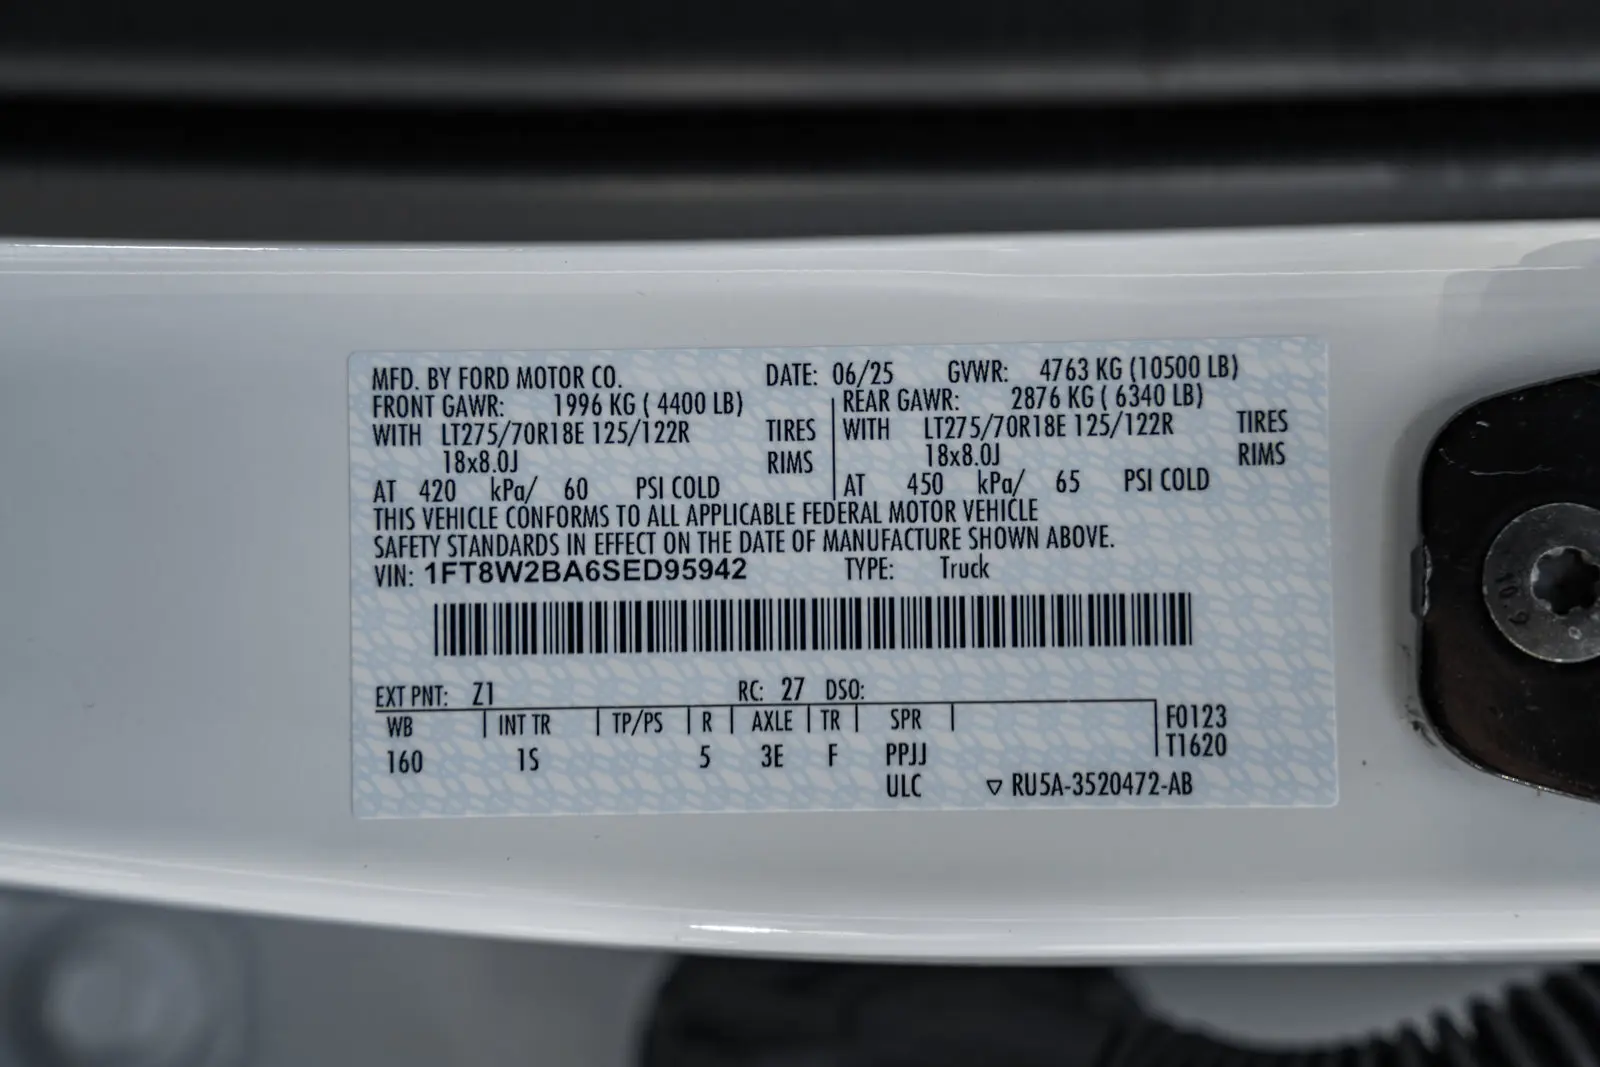 MFD. BY FORD MOTOR CO. DATE: 06/25 GVWR: 4763 KG (10500 LB)
FRONT GAWR: 1996 KG ( 4400 LB) REAR GAWR: 2876 KG ( 6340 LB)
WITH LT275/70R18E 125/122R TIRES WITH LT275/70R18E 125/122R TIRES
18x8.0J RIMS 18x8.0J RIMS
AT 420 kPa/ 60 PSI COLD AT 450 kPa/ 65 PSI COLD
THIS VEHICLE CONFORMS TO ALL APPLICABLE FEDERAL MOTOR VEHICLE
SAFETY STANDARDS IN EFFECT ON THE DATE OF MANUFACTURE SHOWN ABOVE.
VIN: 1FT8W2BA6SED95942 TYPE: Truck
EXT PNT: Z1 RC: 27 DSO:
WB INT TR TP/PS R AXLE TR SPR F0123
160 1S 5 3E F PPJJ T1620
ULC ▽ RU5A-3520472-AB